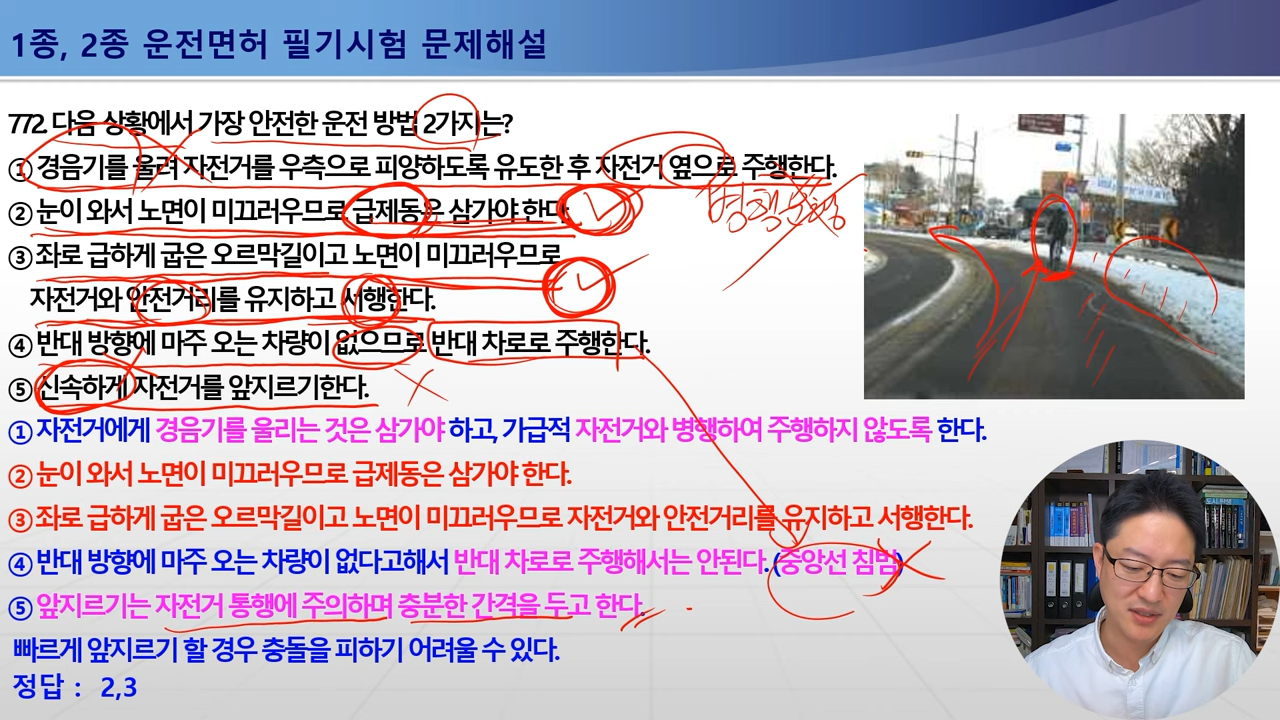 1종, 2종 운전면허 필기시험 문제해설
772. 다음 상황에서 가장 안전한 운전 방법 2가지는?
① 경음기를 울려 자전거를 우측으로 피양하도록 유도한 후 자전거 옆으로 주행한다.
② 눈이 와서 노면이 미끄러우므로 급제동은 삼가야 한다.
③ 좌로 급하게 굽은 오르막길이고 노면이 미끄러우므로
자전거와 안전거리를 유지하고 서행한다.
④ 반대 방향에 마주 오는 차량이 없으므로 반대 차로로 주행한다.
⑤ 신속하게 자전거를 앞지르기한다.
병행운행
① 자전거에게 경음기를 울리는 것은 삼가야 하고, 가급적 자전거와 병행하여 주행하지 않도록 한다.
② 눈이 와서 노면이 미끄러우므로 급제동은 삼가야 한다.
③ 좌로 급하게 굽은 오르막길이고 노면이 미끄러우므로 자전거와 안전거리를 유지하고 서행한다.
④ 반대 방향에 마주 오는 차량이 없다고해서 반대 차로로 주행해서는 안된다. (중앙선 침범)
⑤ 앞지르기는 자전거 통행에 주의하며 충분한 간격을 두고 한다.
빠르게 앞지르기 할 경우 충돌을 피하기 어려울 수 있다.
정답 : 2,3